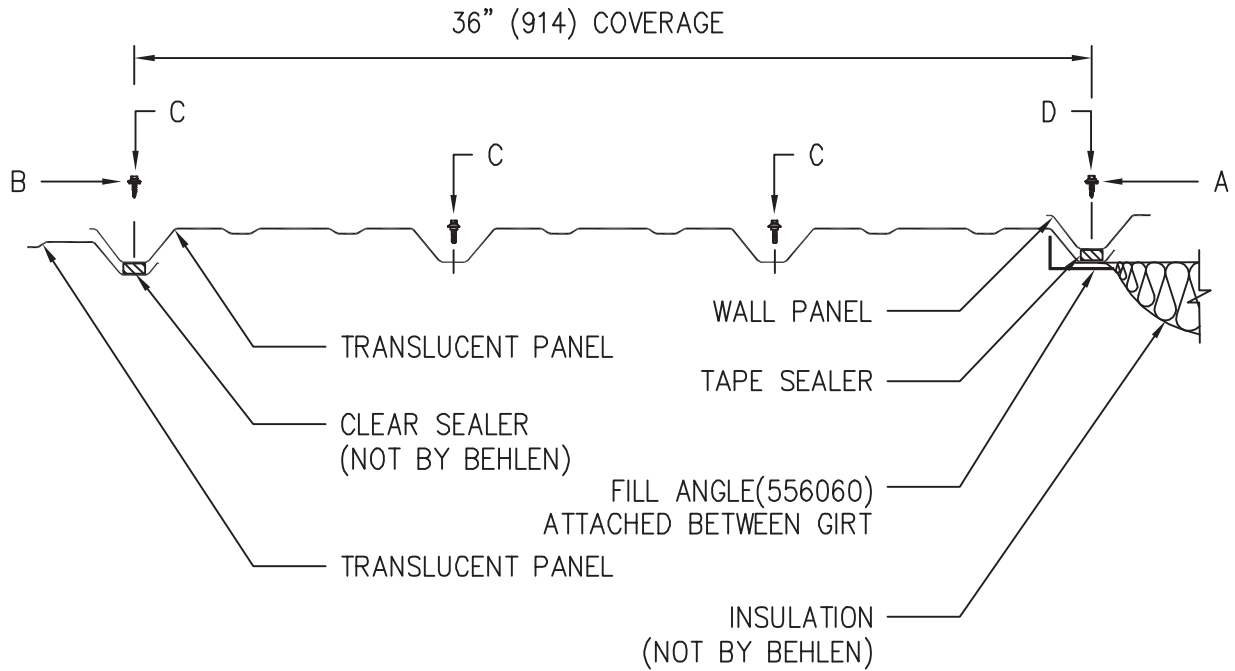 36” (914) COVERAGE
C
D
C
C
B
A
WALL PANEL
TRANSLUCENT PANEL
TAPE SEALER
CLEAR SEALER
(NOT BY BEHLEN)
FILL ANGLE(556060)
ATTACHED BETWEEN GIRT
TRANSLUCENT PANEL
INSULATION
(NOT BY BEHLEN)